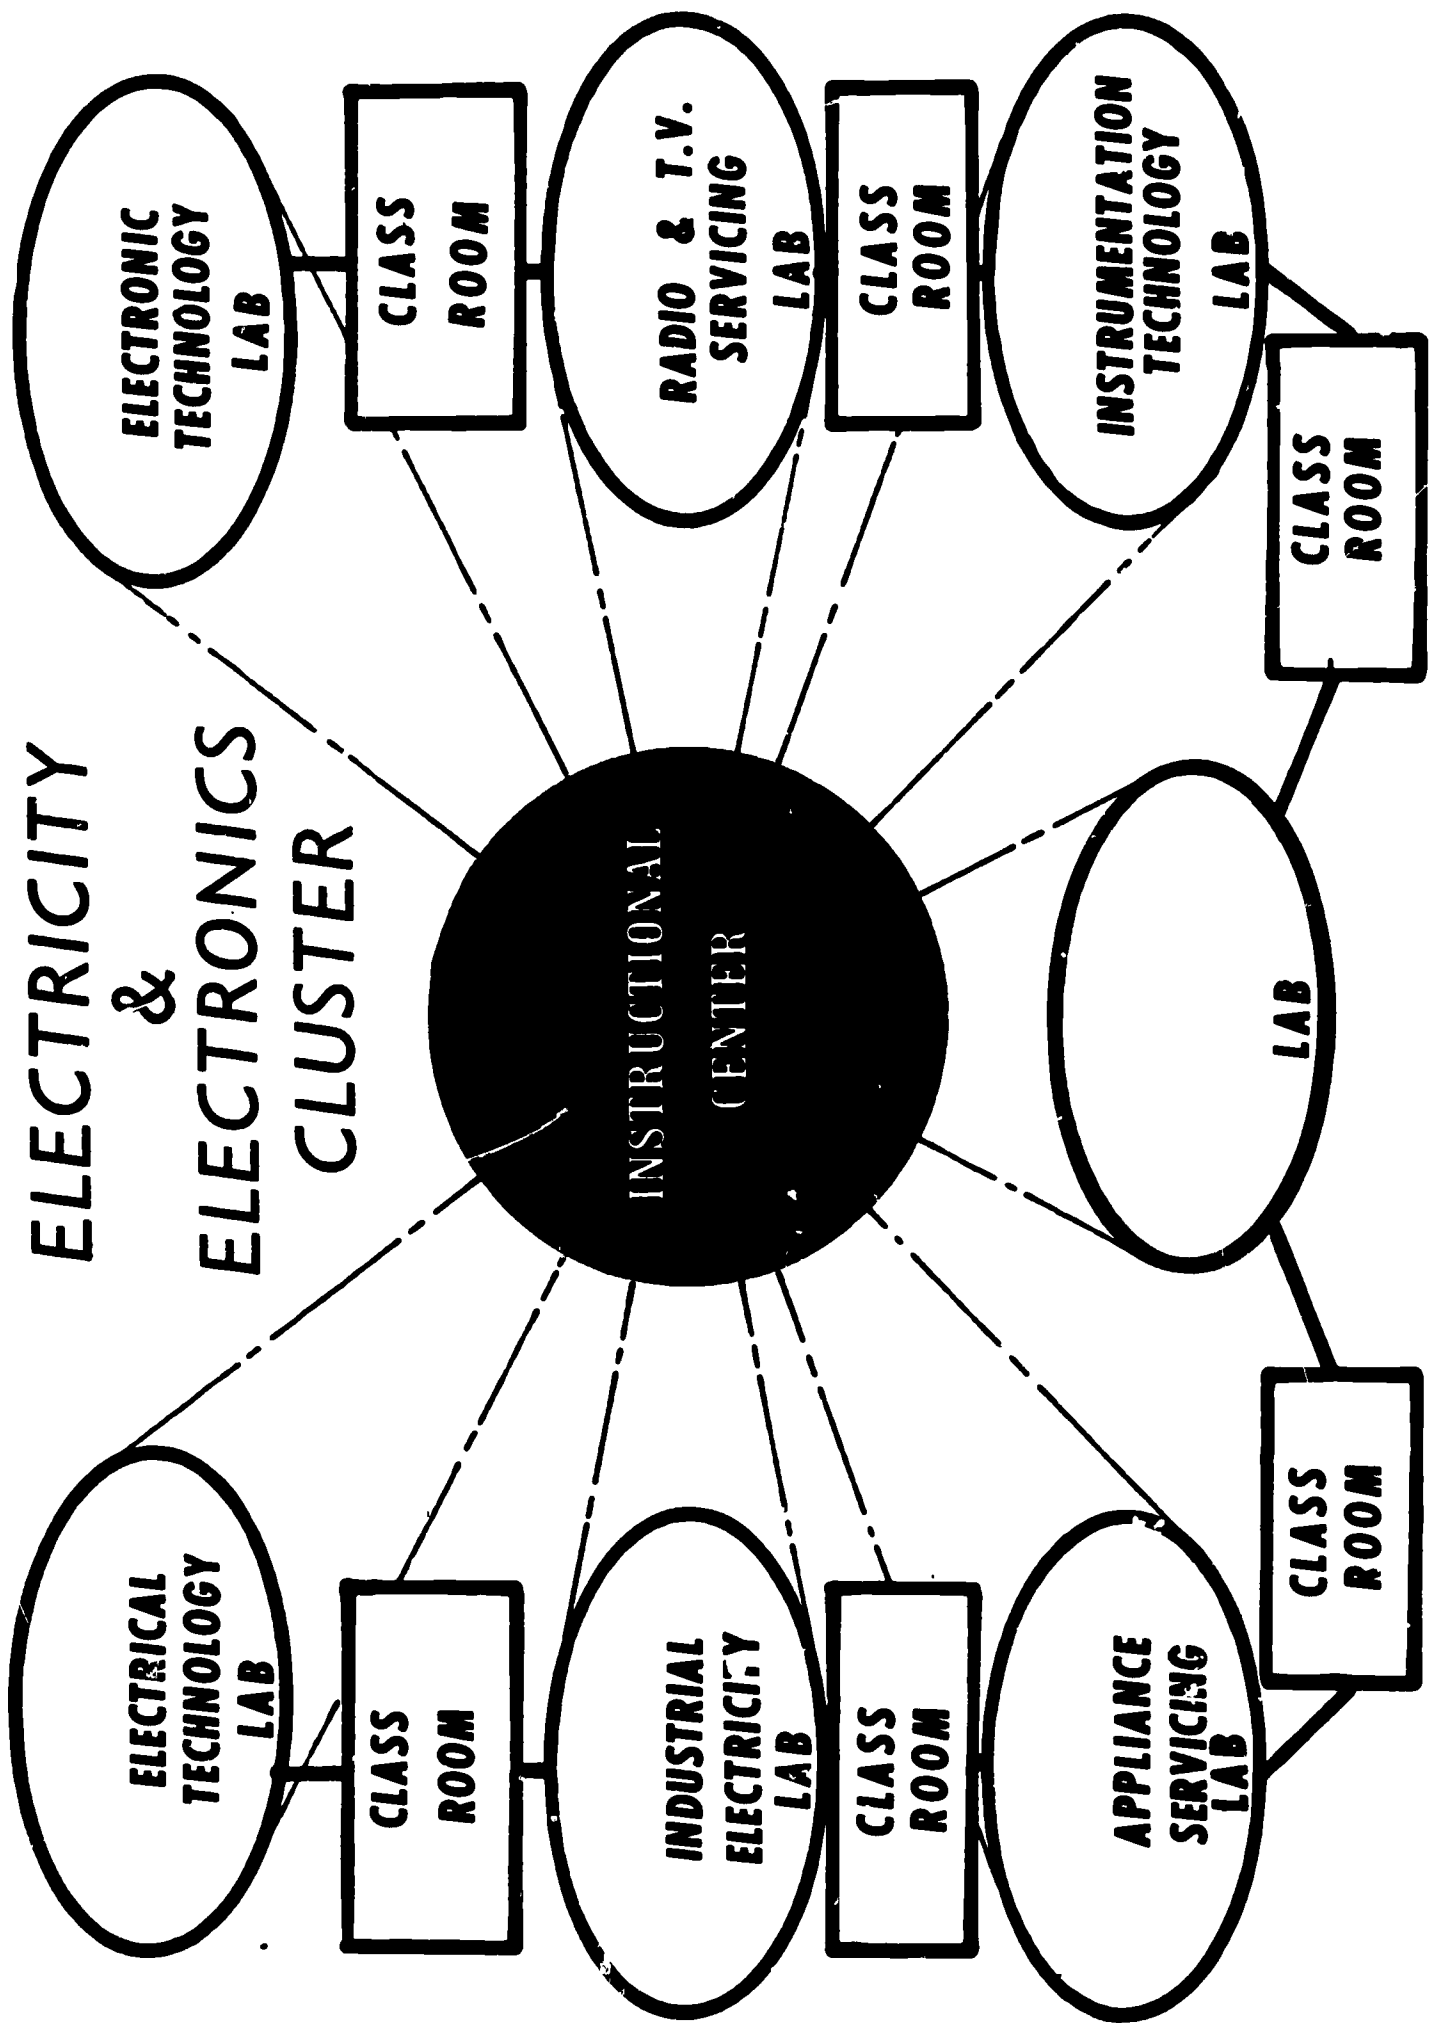 ELECTRICITY
&
ELECTRONICS
CLUSTER
INSTRUCTIONAL
CENTER
ELECTRICAL
TECHNOLOGY
LAB
CLASS
ROOM
INDUSTRIAL
ELECTRICITY
LAB
CLASS
ROOM
APPLIANCE
SERVICING
LAB
CLASS
ROOM
LAB
CLASS
ROOM
INSTRUMENTATION
TECHNOLOGY
LAB
CLASS
ROOM
RADIO & T.V.
SERVICING
LAB
CLASS
ROOM
ELECTRONIC
TECHNOLOGY
LAB